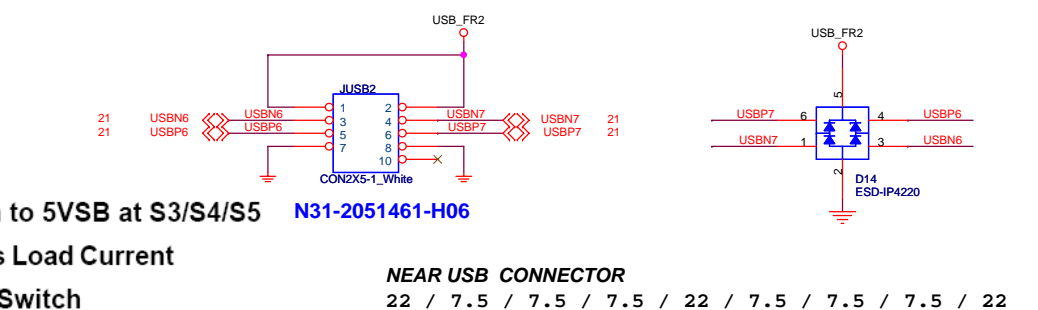 USB_FR2
JUSB2
1 2
21 USBN6 USBN6 3 4 USBN7 USBN7 21
21 USBP6 USBP6 5 6 USBP7 USBP7 21
7 8
10
CON2X5-1_White
N31-2051461-H06
USB_FR2
5
USBP7 6 4 USBP6
USBN7 1 3 USBN6
2
D14
ESD-IP4220
to 5VSB at S3/S4/S5
s Load Current
Switch
NEAR USB CONNECTOR
22 / 7.5 / 7.5 / 7.5 / 22 / 7.5 / 7.5 / 7.5 / 22